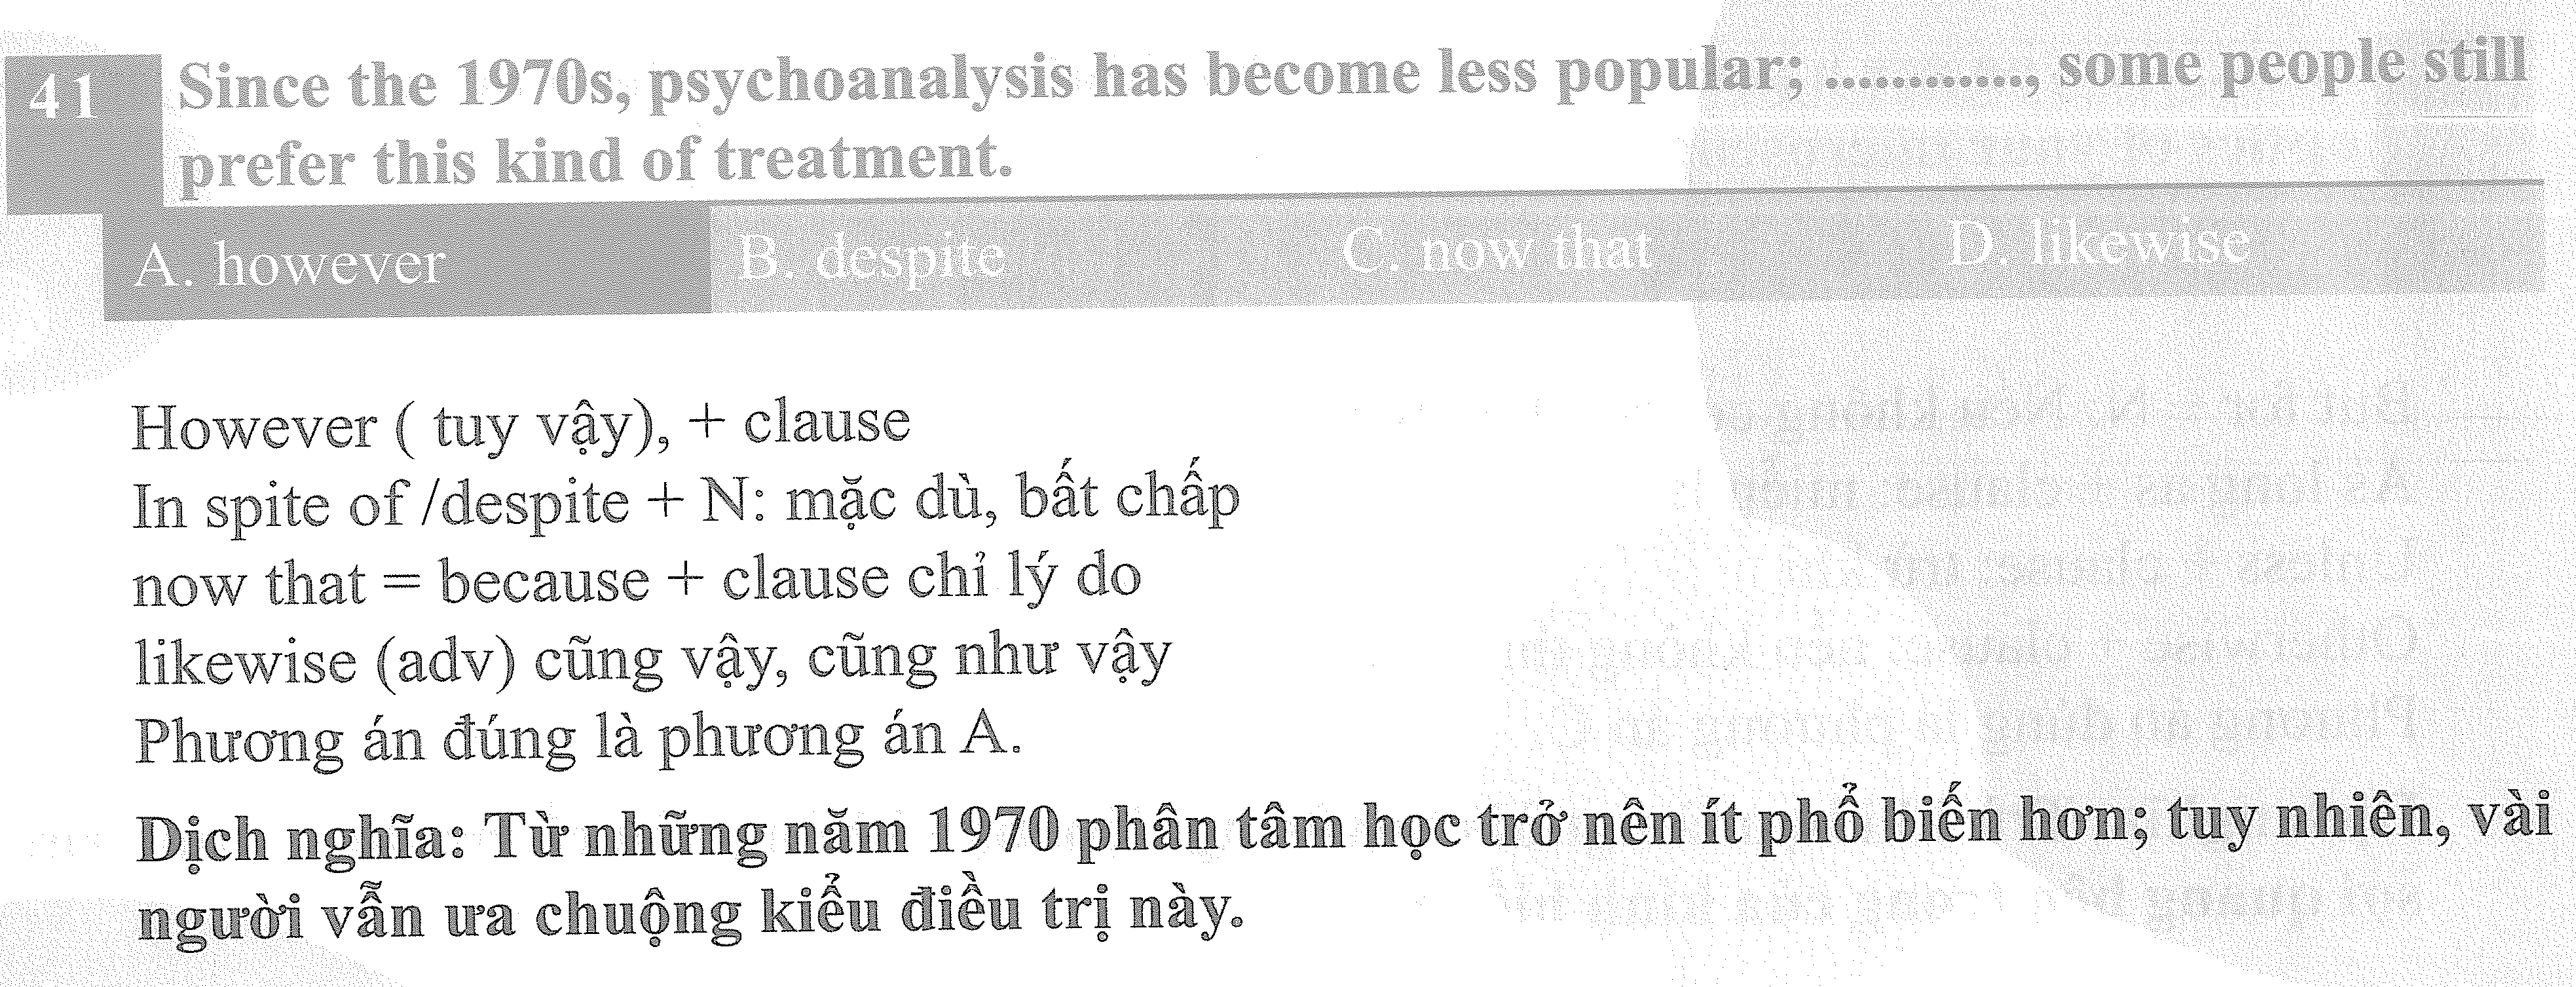 41 Since the 1970s, psychoanalysis has become less popular; ............, some people still
prefer this kind of treatment.
A. however B. despite C. now that D. likewise
However ( tuy vậy), + clause
In spite of /despite + N: mặc dù, bất chấp
now that = because + clause chỉ lý do
likewise (adv) cũng vậy, cũng như vậy
Phương án đúng là phương án A.
Dịch nghĩa: Từ những năm 1970 phân tâm học trở nên ít phổ biến hơn; tuy nhiên, vài
người vẫn ưa chuộng kiểu điều trị này.